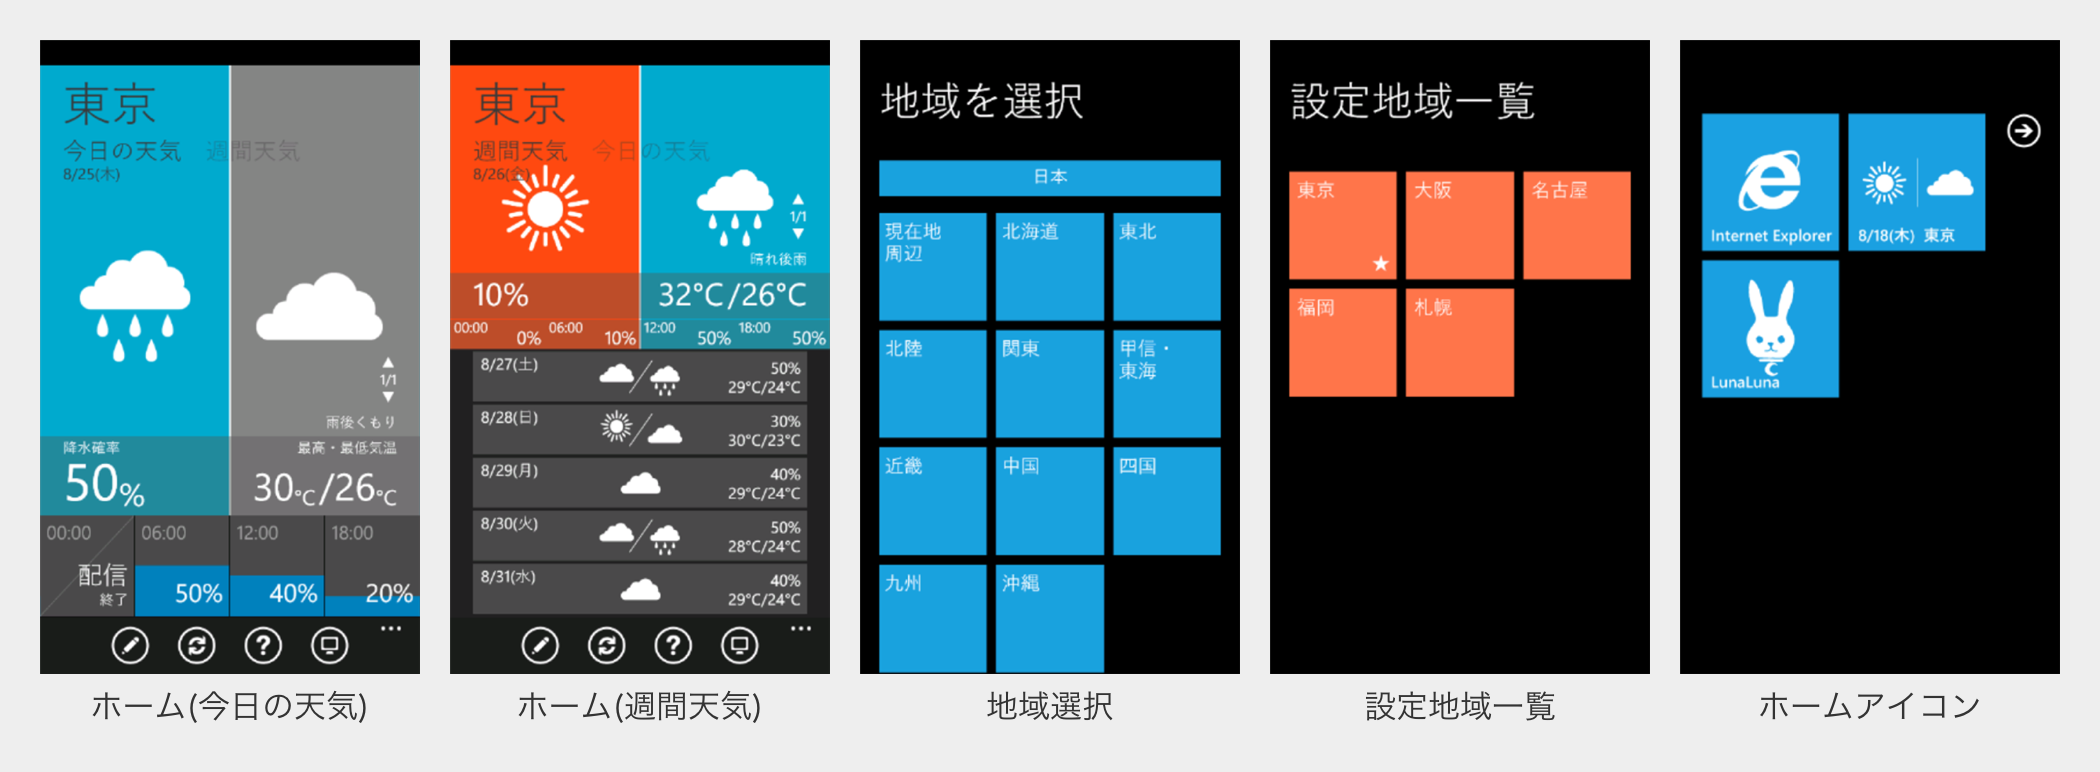 東京
今日の天気 週間天気
8/25(木)
1/1
雨後くもり
降水確率
最高・最低気温
50%
30°C/26°C
00:00 06:00 12:00 18:00
配信
終了
50% 40% 20%
?
...
ホーム(今日の天気)
東京
週間天気 今日の天気
8/26(金)
1/1
晴れ後雨
10% 32°C/26°C
00:00 06:00 12:00 18:00
0% 10% 50% 50%
8/27(土) 50%
29°C/24°C
8/28(日) 30%
30°C/23°C
8/29(月) 40%
29°C/24°C
8/30(火) 50%
28°C/24°C
8/31(水) 40%
29°C/24°C
?
...
ホーム(週間天気)
地域を選択
日本
現在地
周辺
北海道
東北
北陸
関東
甲信・
東海
近畿
中国
四国
九州
沖縄
地域選択
設定地域一覧
東京
大阪
名古屋
福岡
札幌
設定地域一覧
Internet Explorer
8/18(木) 東京
LunaLuna
ホームアイコン